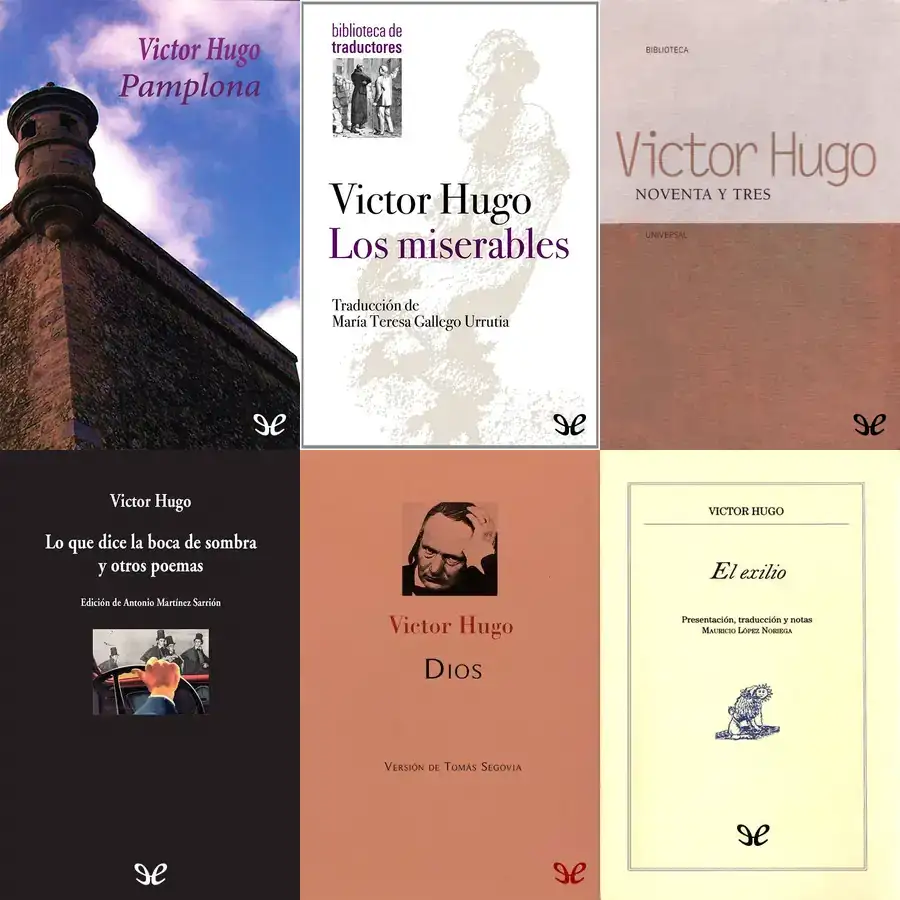 Victor Hugo
Pamplona
biblioteca de
traductores
Victor Hugo
Los miserables
Traducción de
María Teresa Gallego Urrutia
BIBLIOTECA
Victor Hugo
NOVENTA Y TRES
UNIVERSAL
Victor Hugo
Lo que dice la boca de sombra
y otros poemas
Edición de Antonio Martínez Sarrión
Victor Hugo
DIOS
VERSIÓN DE TOMÁS SEGOVIA
VICTOR HUGO
El exilio
Presentación, traducción y notas
MAURICIO LÓPEZ NORIEGA